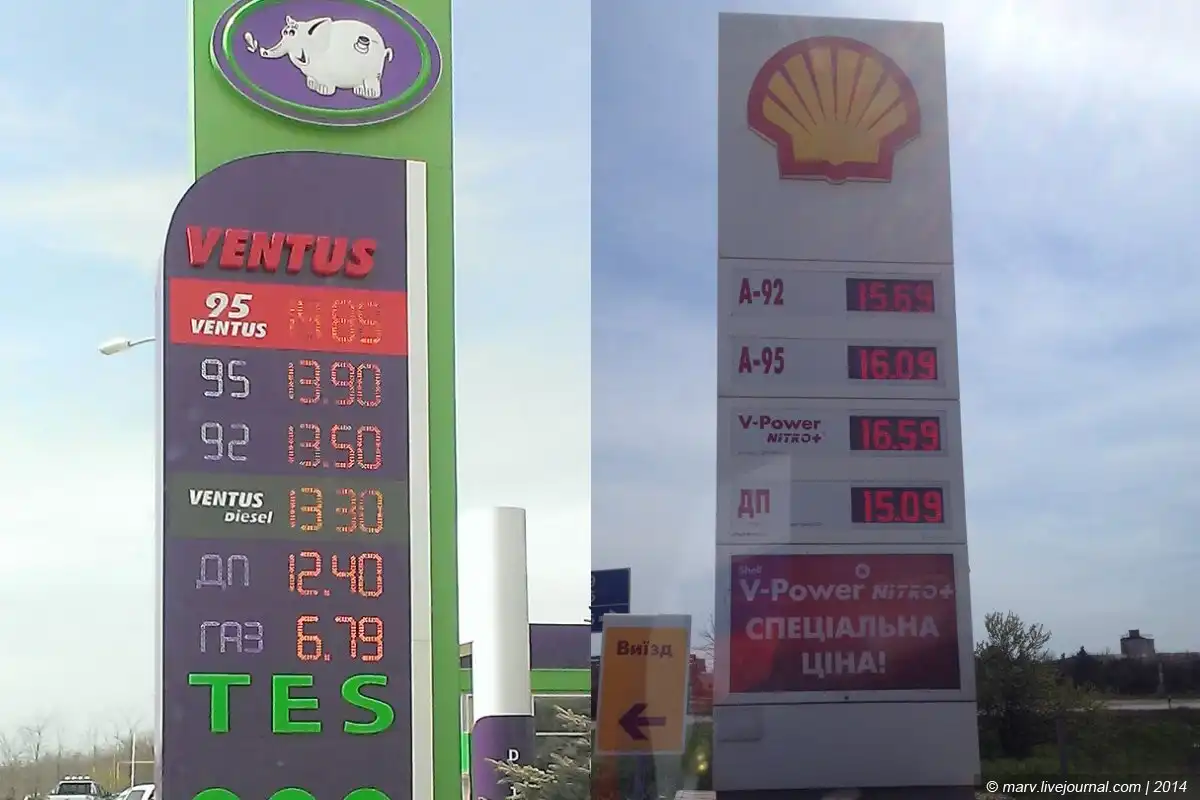 VENTUS
95
VENTUS
95 13.90
92 13.50
VENTUS
Diesel 13.30
ДП 12.40
ГАЗ 6.79
TES
D
А-92 15.69
А-95 16.09
V-Power
NiTRO+ 16.59
ДП 15.09
Shell
V-Power NiTRO+
СПЕЦІАЛЬНА
ЦІНА!
Виїзд
© marv.livejournal.com | 2014